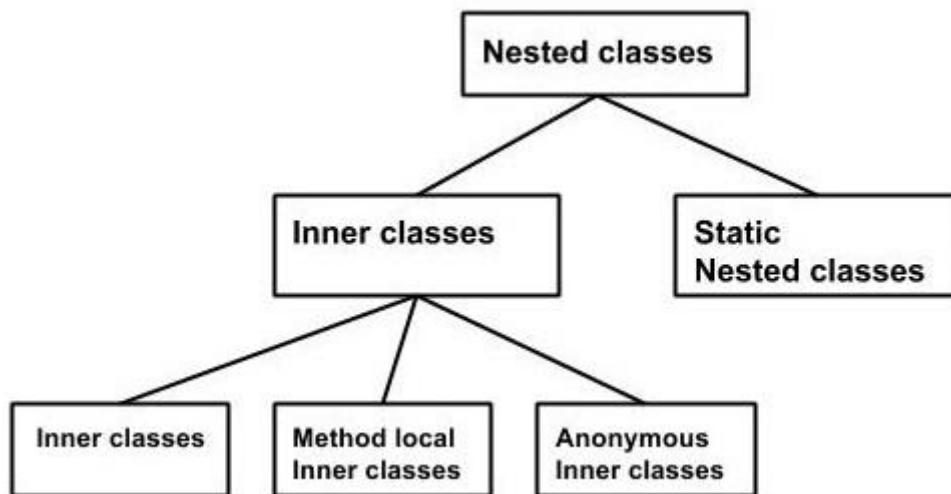 Nested classes
Inner classes
Static
Nested classes
Inner classes
Method local
Inner classes
Anonymous
Inner classes